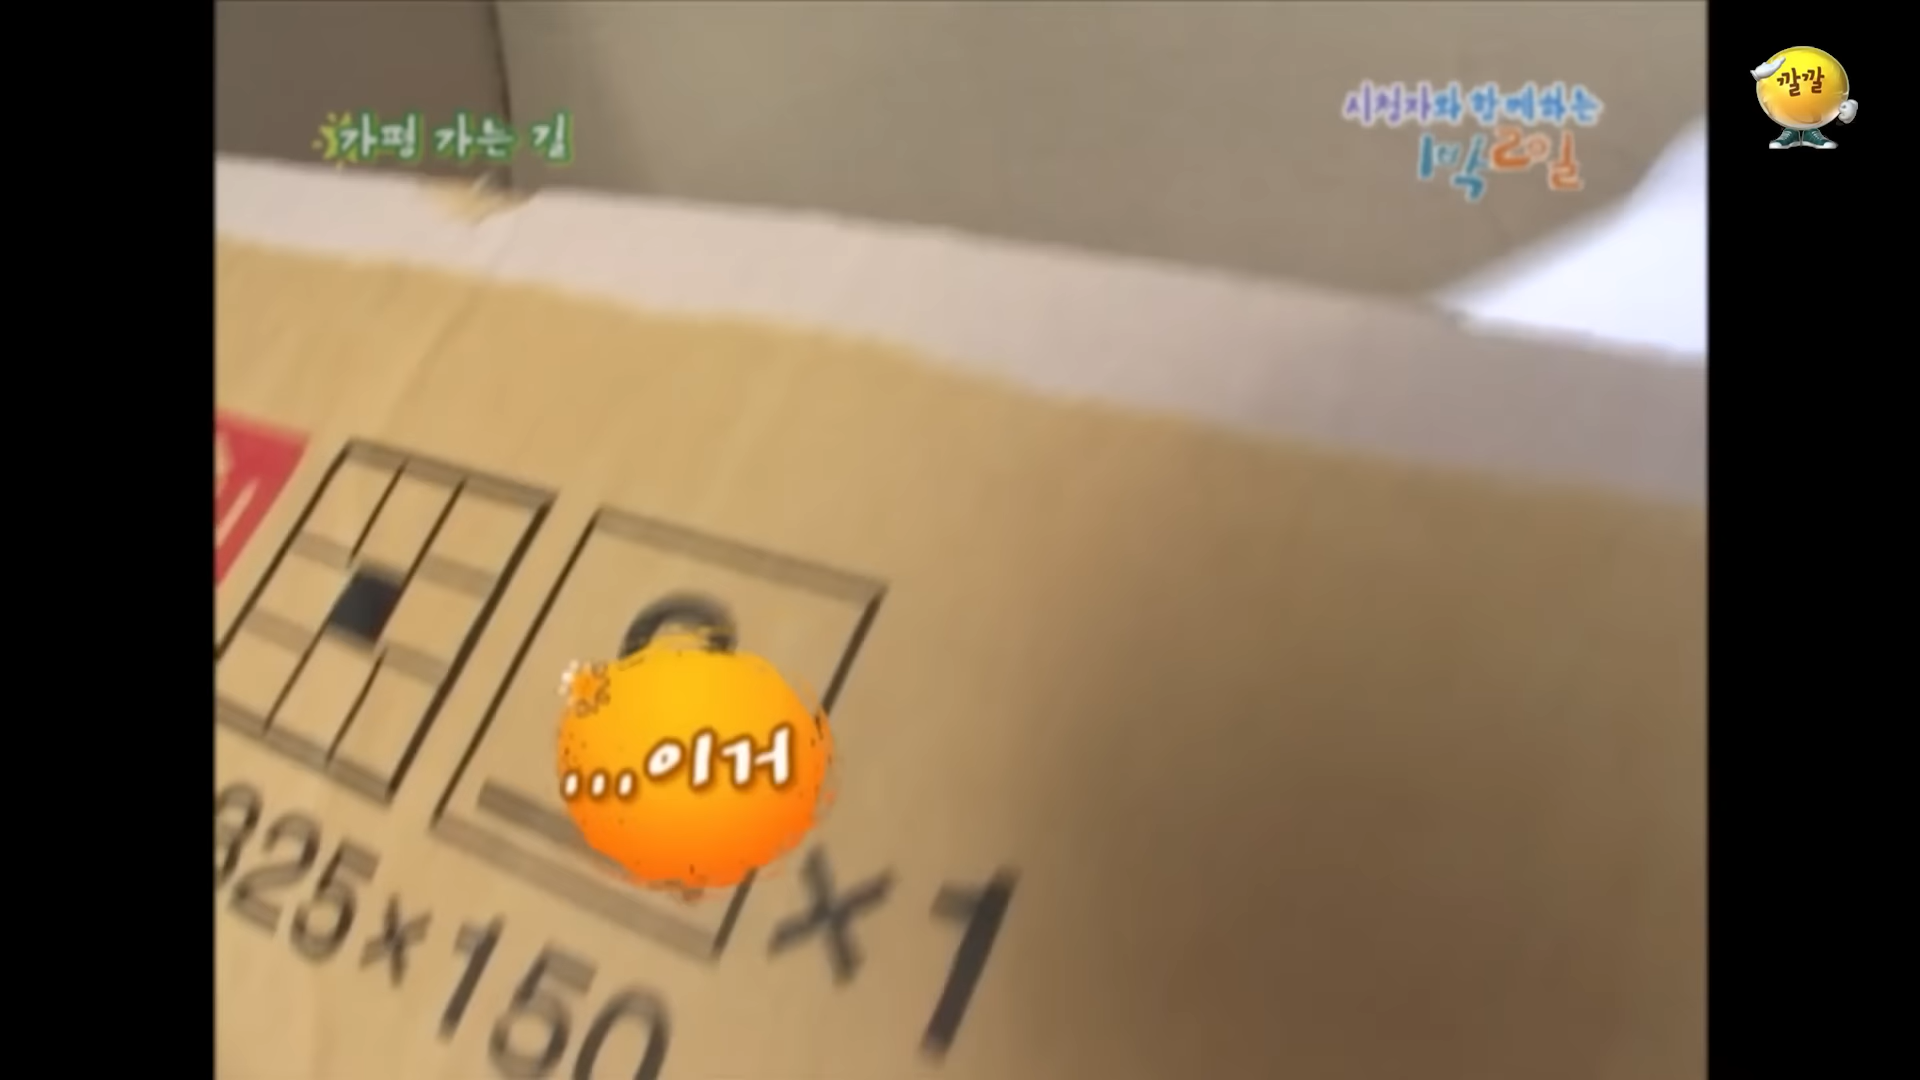 가평 가는 길
시청자와 함께하는
1박2일
깔깔
...이거
325×150
×1